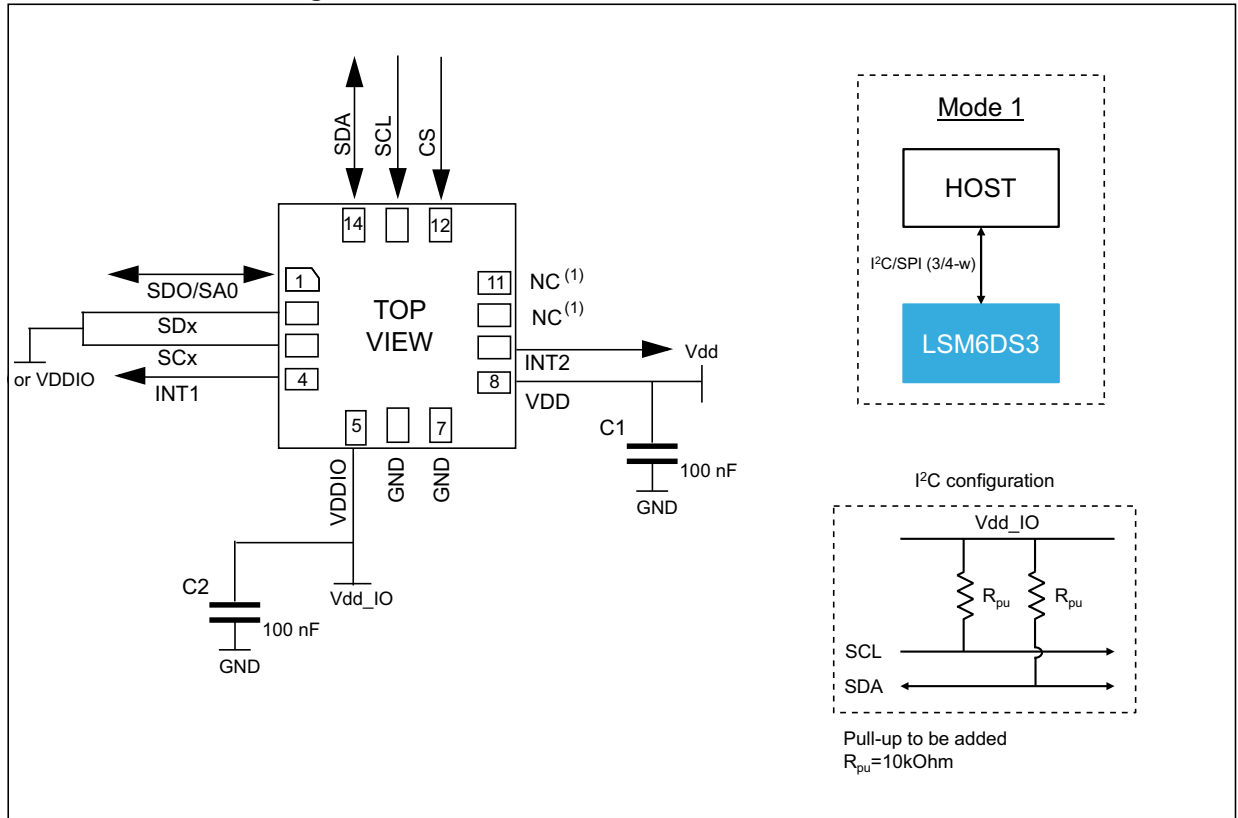 SDA
SCL
CS
14
12
1
11
NC (1)
SDO/SA0
TOP
VIEW
NC (1)
SDx
SCx
or VDDIO
INT1
4
INT2
Vdd
8
VDD
5
7
VDDIO
GND
GND
C1
100 nF
GND
C2
100 nF
GND
Vdd_IO
Mode 1
HOST
I²C/SPI (3/4-w)
LSM6DS3
I²C configuration
Vdd_IO
Rpu
Rpu
SCL
SDA
Pull-up to be added
Rpu=10kOhm